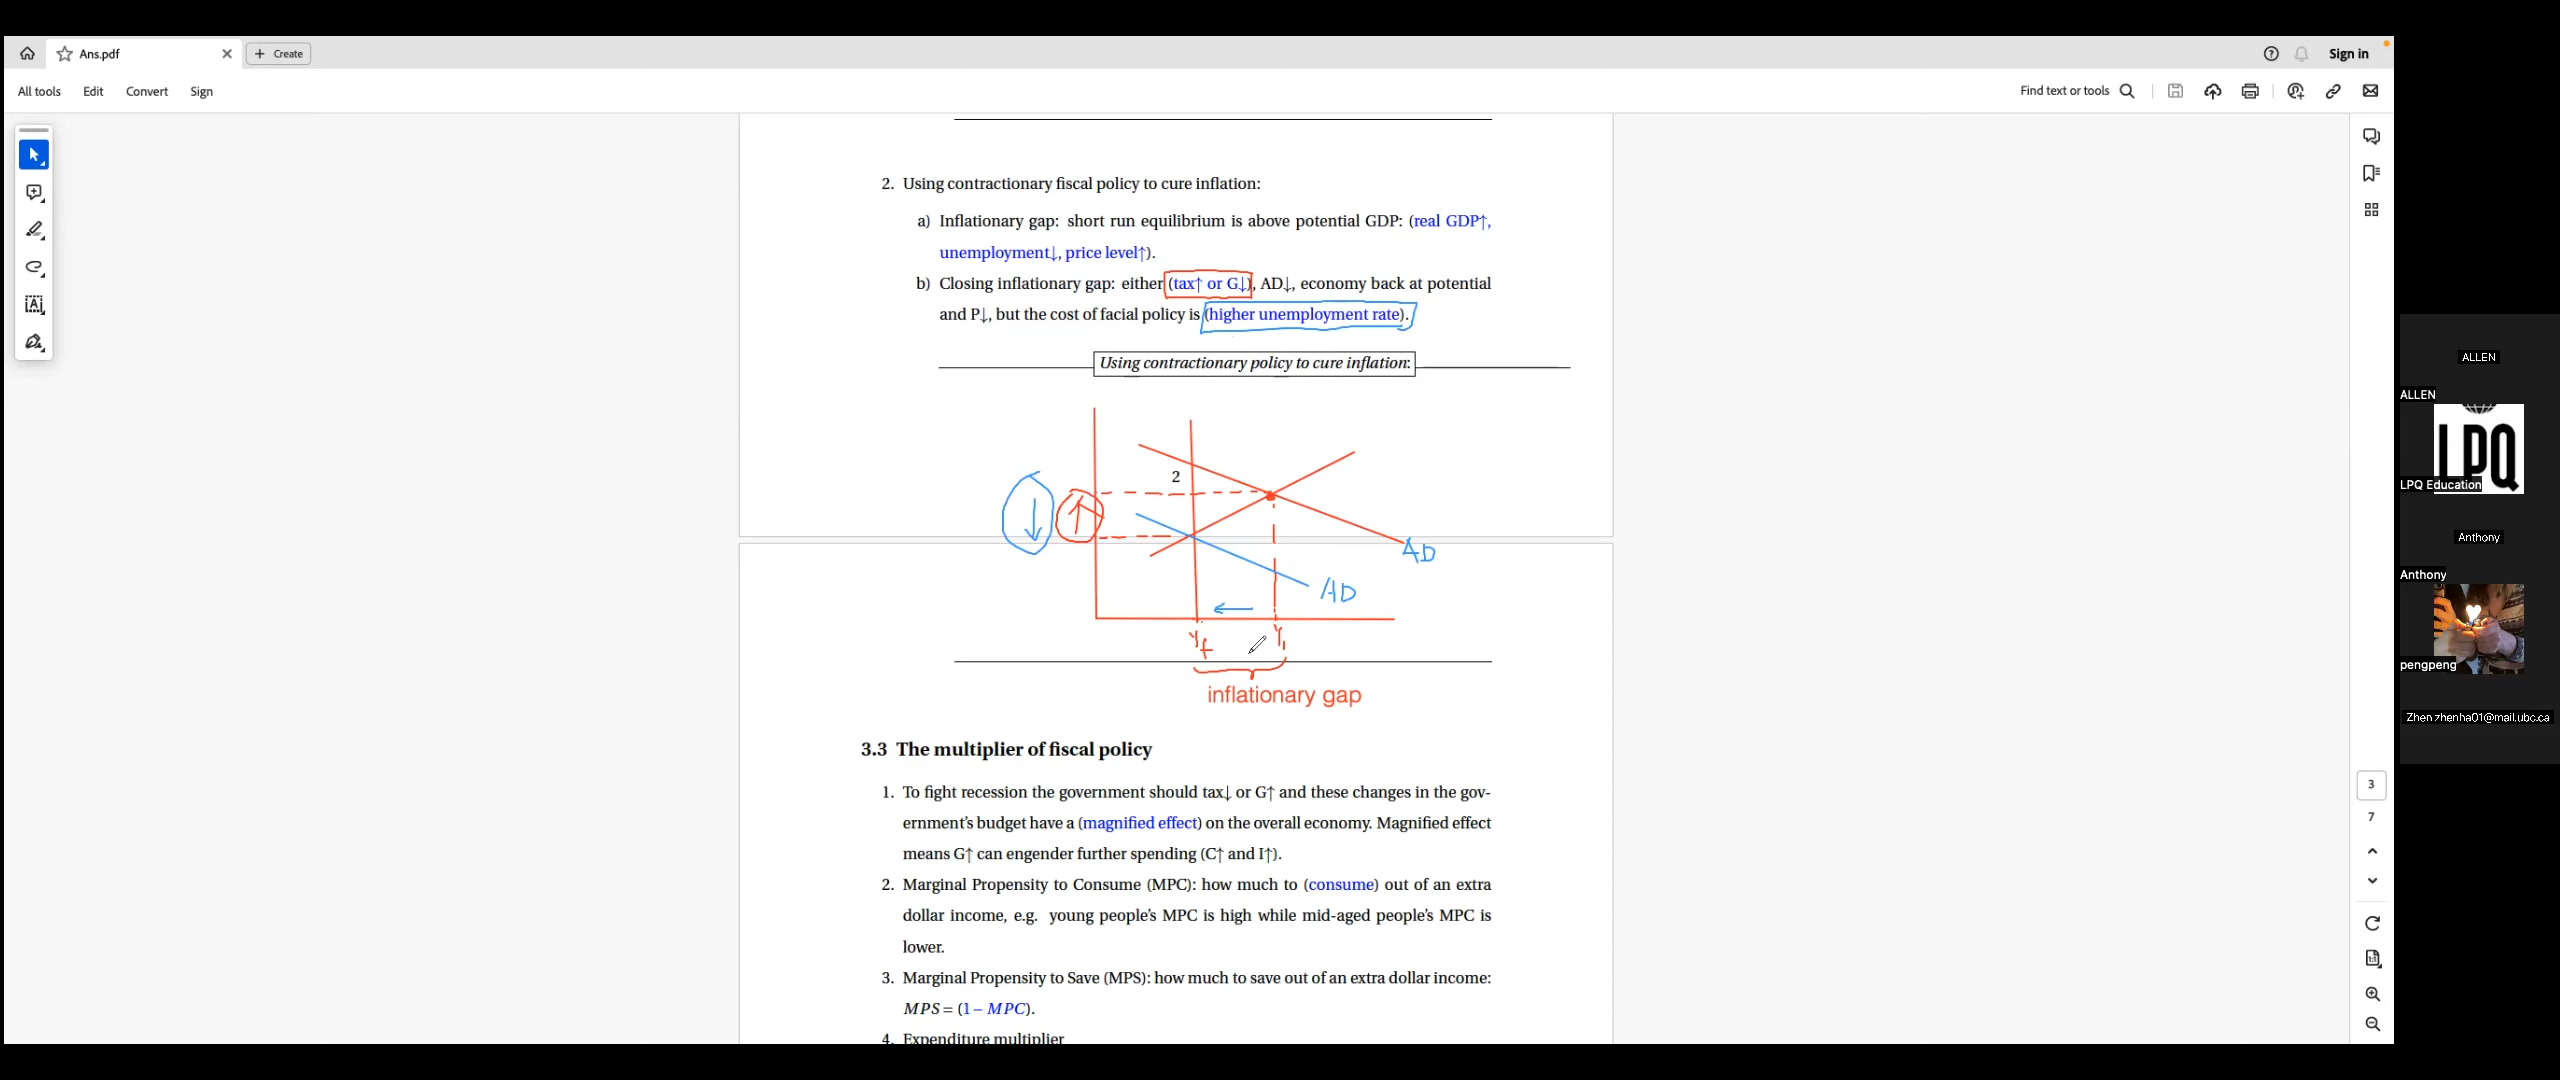 Ans.pdf
Create
Sign in
All tools
Edit
Convert
Sign
Find text or tools
2. Using contractionary fiscal policy to cure inflation:
a) Inflationary gap: short run equilibrium is above potential GDP: (real GDP↑,
unemployment↓, price level↑).
b) Closing inflationary gap: either (tax↑ or G↓), AD↓, economy back at potential
and P↓, but the cost of facial policy is (higher unemployment rate).
Using contractionary policy to cure inflation:
2
AD
AD
Yf
Y1
inflationary gap
3.3 The multiplier of fiscal policy
1. To fight recession the government should tax↓ or G↑ and these changes in the gov-
ernment's budget have a (magnified effect) on the overall economy. Magnified effect
means G↑ can engender further spending (C↑ and I↑).
2. Marginal Propensity to Consume (MPC): how much to (consume) out of an extra
dollar income, e.g. young people's MPC is high while mid-aged people's MPC is
lower.
3. Marginal Propensity to Save (MPS): how much to save out of an extra dollar income:
MPS = (1 − MPC).
4. Expenditure multiplier
3
7
ALLEN
ALLEN
LPQ
LPQ Education
Anthony
Anthony
pengpeng
Zhen zhenha01@mail.ubc.ca